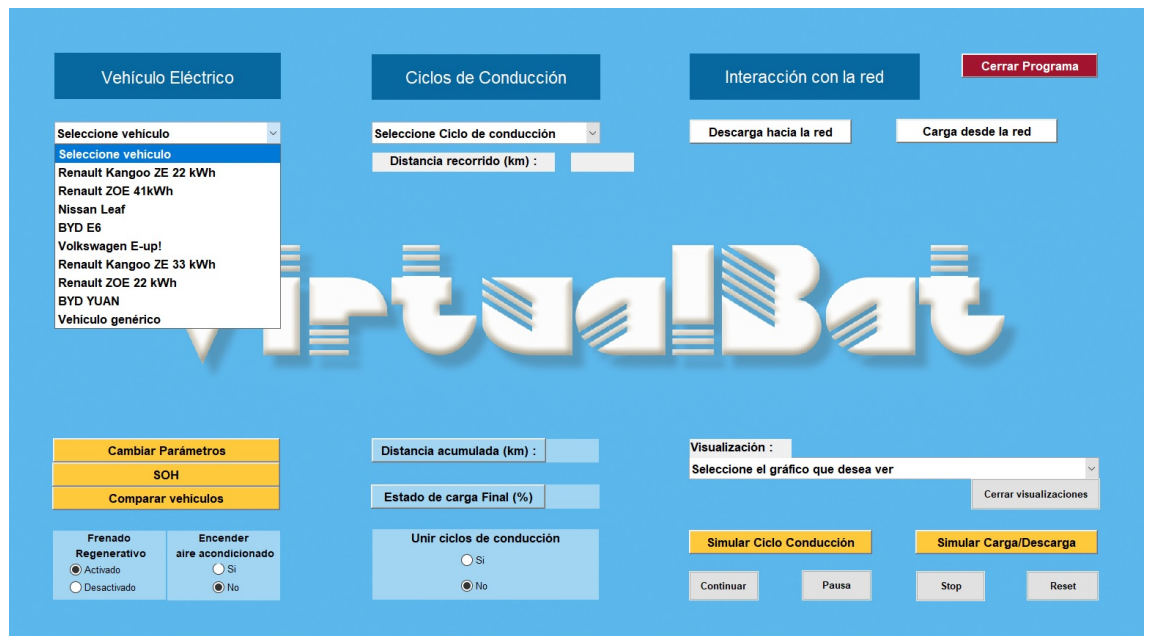 Vehículo Eléctrico
Ciclos de Conducción
Interacción con la red
Cerrar Programa
Seleccione vehículo
Seleccione Ciclo de conducción
Descarga hacia la red
Carga desde la red
Distancia recorrido (km) :
Seleccione vehículo
Renault Kangoo ZE 22 kWh
Renault ZOE 41kWh
Nissan Leaf
BYD E6
Volkswagen E-up!
Renault Kangoo ZE 33 kWh
Renault ZOE 22 kWh
BYD YUAN
Vehículo genérico
VirtualBat
Cambiar Parámetros
SOH
Comparar vehículos
Distancia acumulada (km) :
Estado de carga Final (%)
Visualización :
Seleccione el gráfico que desea ver
Cerrar visualizaciones
Frenado
Regenerativo
Activado
Desactivado
Encender
aire acondicionado
Si
No
Unir ciclos de conducción
Si
No
Simular Ciclo Conducción
Simular Carga/Descarga
Continuar
Pausa
Stop
Reset